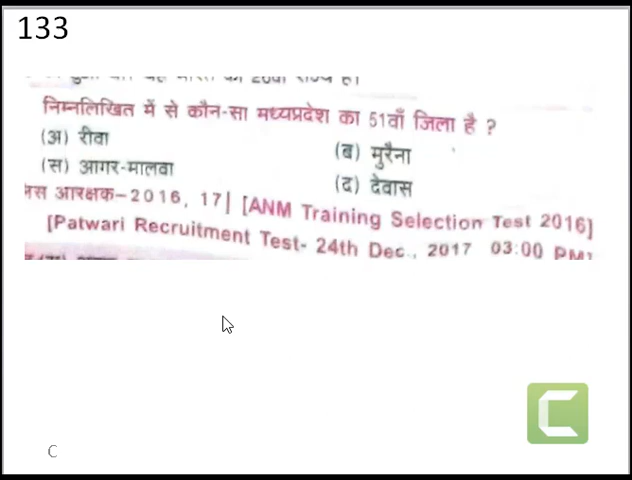 133
निम्नलिखित में से कौन-सा मध्यप्रदेश का 51वाँ जिला है ?
(अ) रीवा
(ब) मुरैना
(स) आगर-मालवा
(द) देवास
आरक्षक-2016, 17] [ANM Training Selection Test 2016]
[Patwari Recruitment Test- 24th Dec., 2017 03:00 PM]
C
C